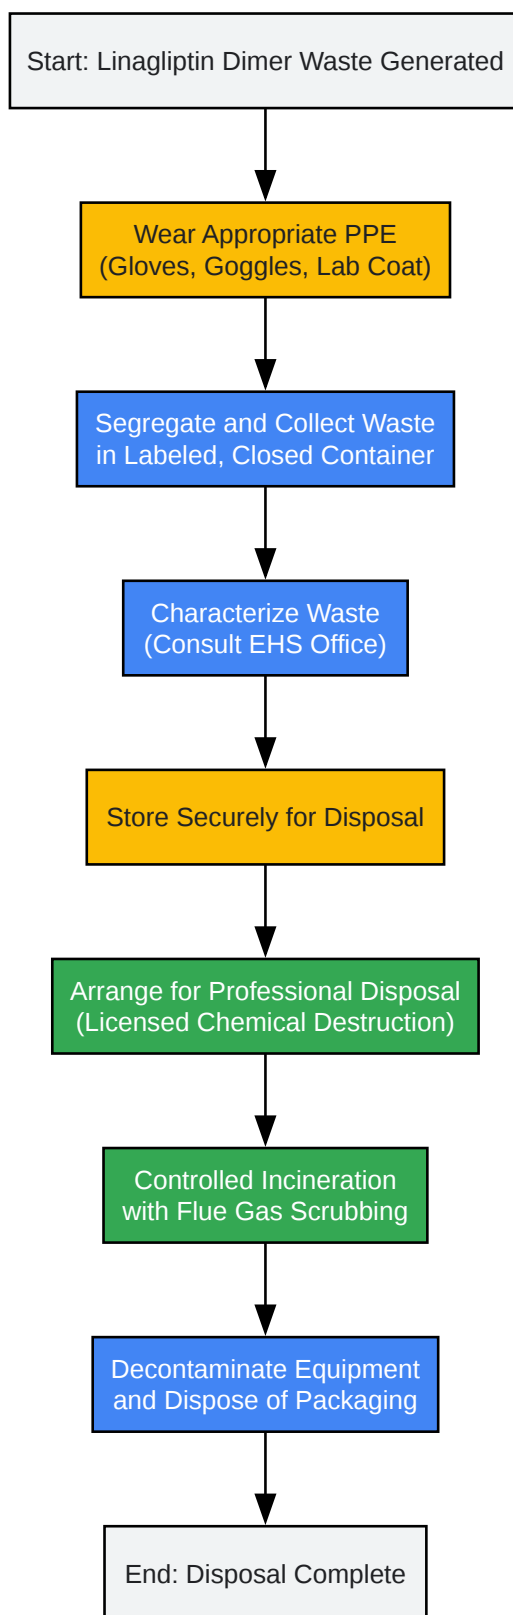 Start: Linagliptin Dimer Waste Generated
Wear Appropriate PPE
(Gloves, Goggles, Lab Coat)
Segregate and Collect Waste
in Labeled, Closed Container
Characterize Waste
(Consult EHS Office)
Store Securely for Disposal
Arrange for Professional Disposal
(Licensed Chemical Destruction)
Controlled Incineration
with Flue Gas Scrubbing
Decontaminate Equipment
and Dispose of Packaging
End: Disposal Complete